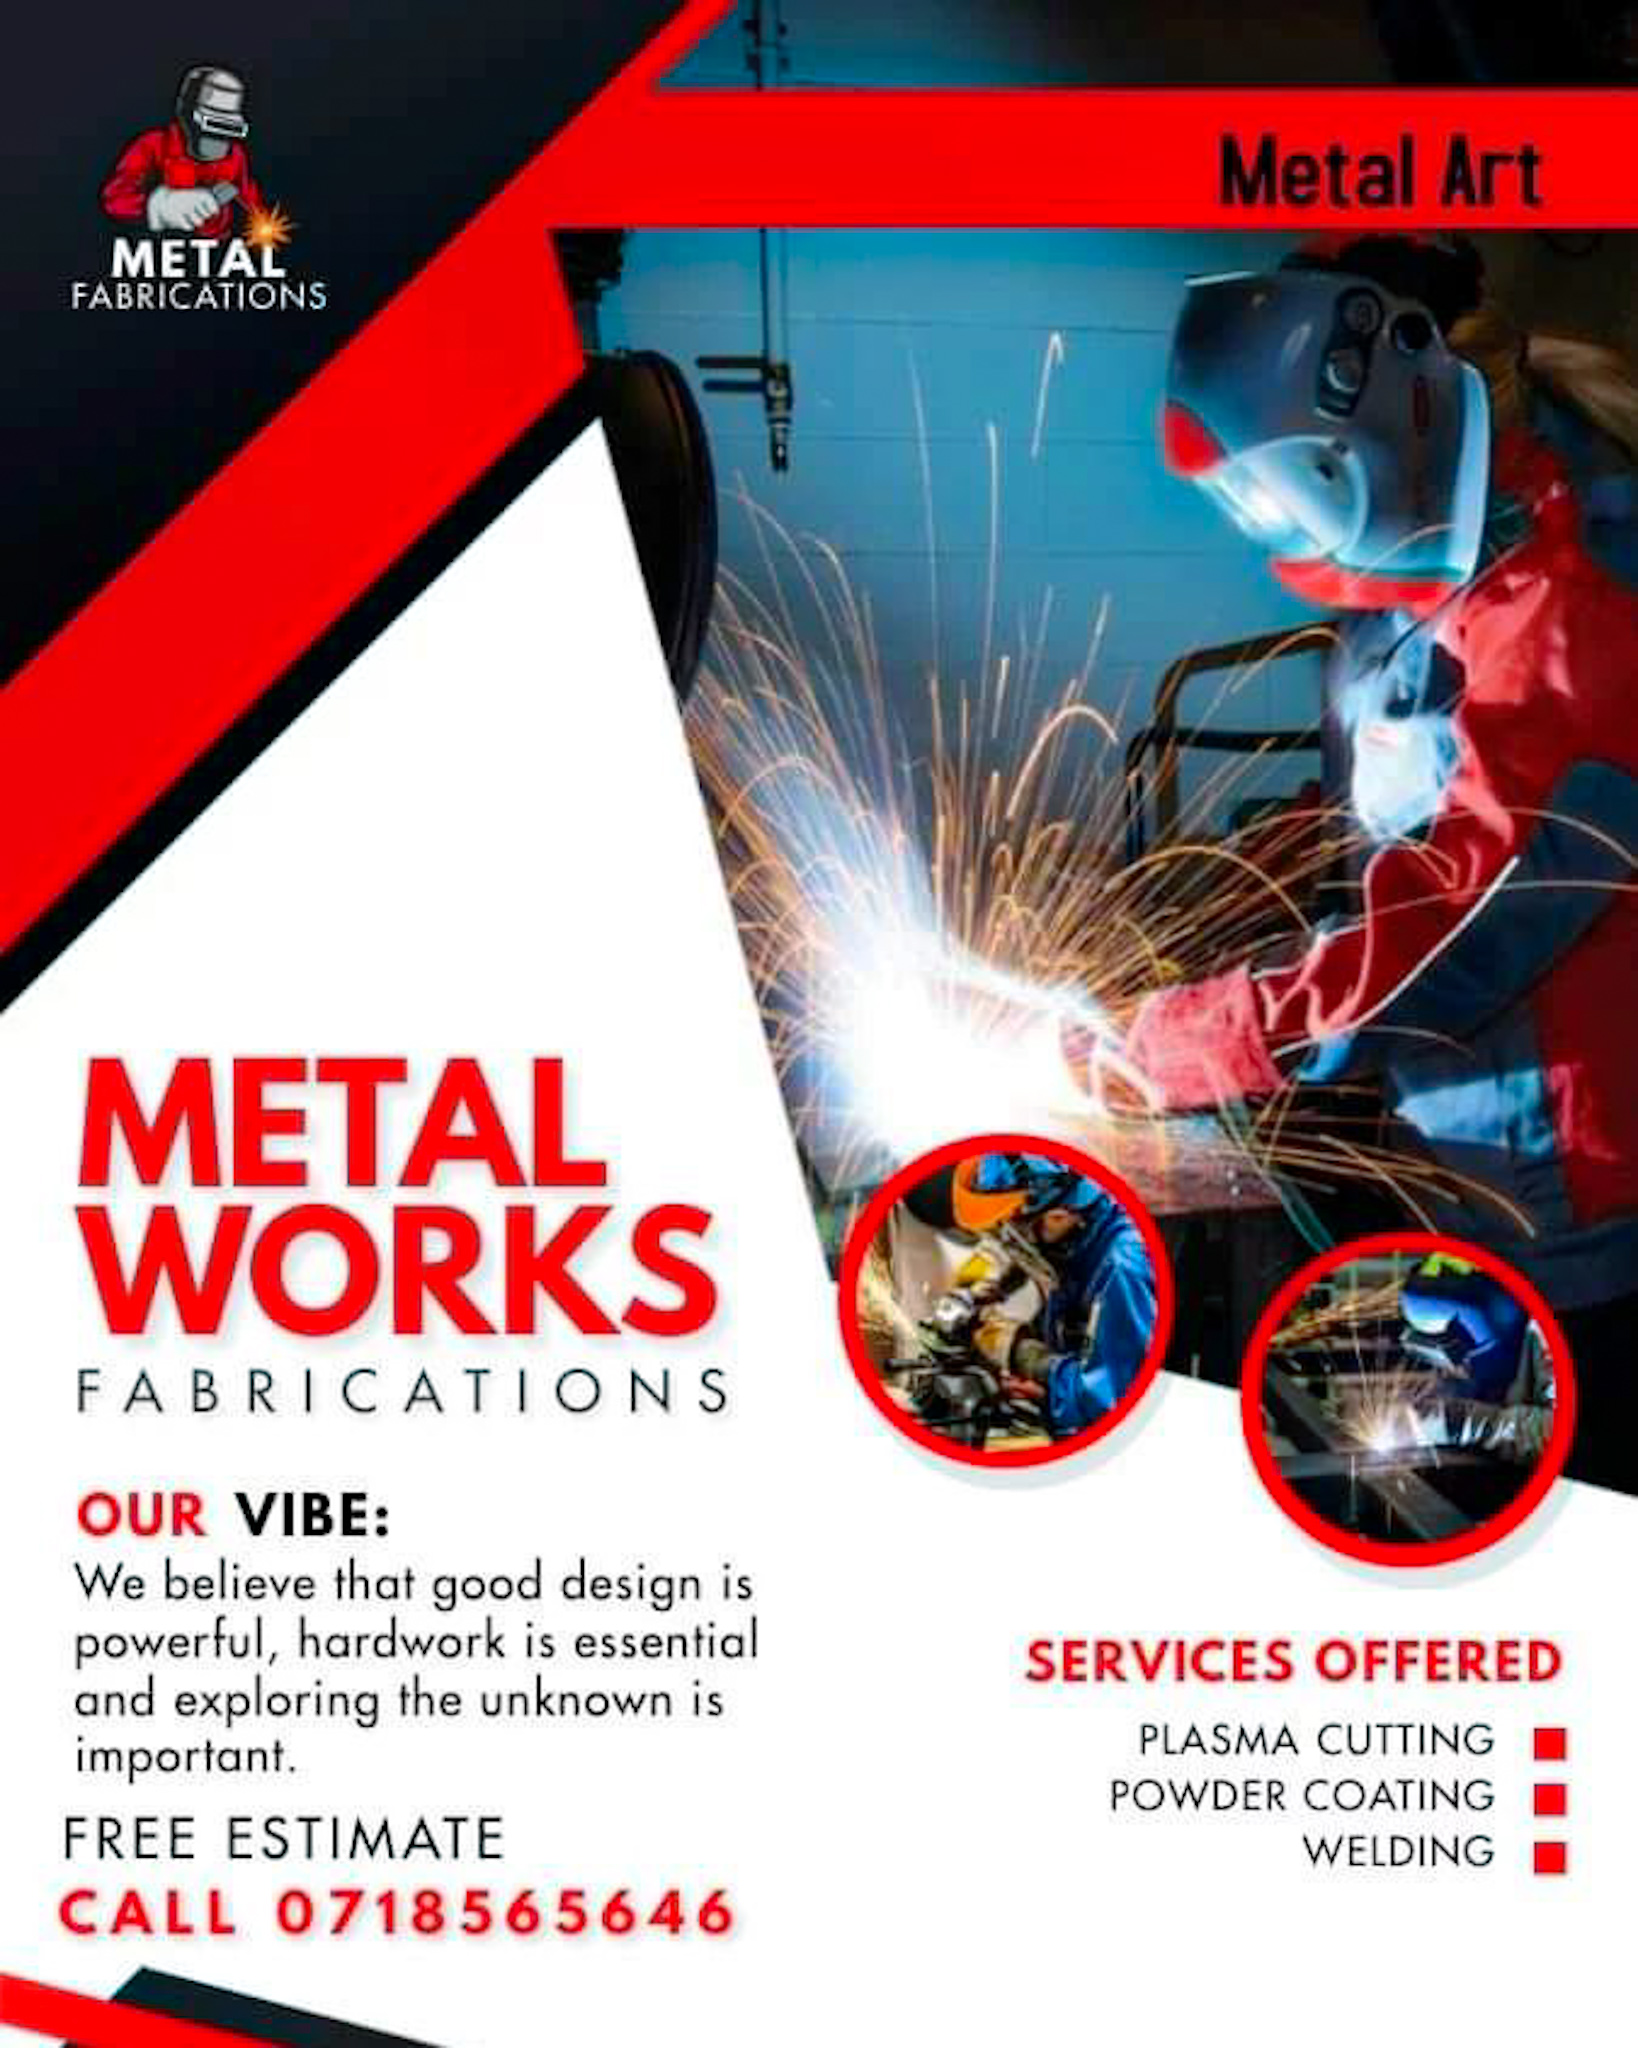 METAL
FABRICATIONS
Metal Art
METAL
WORKS
FABRICATIONS
OUR VIBE:
We believe that good design is
powerful, hardwork is essential
and exploring the unknown is
important.
FREE ESTIMATE
CALL 0718565646
SERVICES OFFERED
PLASMA CUTTING
POWDER COATING
WELDING